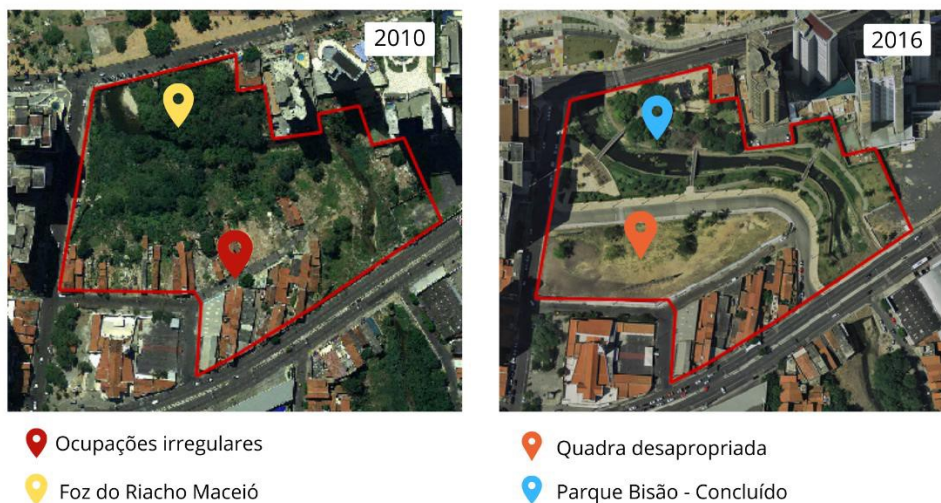 2010
2016
Ocupações irregulares
Foz do Riacho Maceió
Quadra desapropriada
Parque Bisão - Concluído